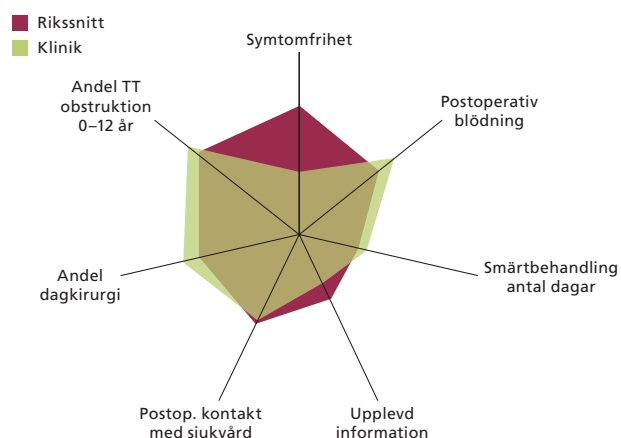 Rikssnitt
Klinik
Symtomfrihet
Andel TT
obstruktion
0–12 år
Postoperativ
blödning
Andel
dagkirurgi
Smärtbehandling
antal dagar
Postop. kontakt
med sjukvård
Upplevd
information